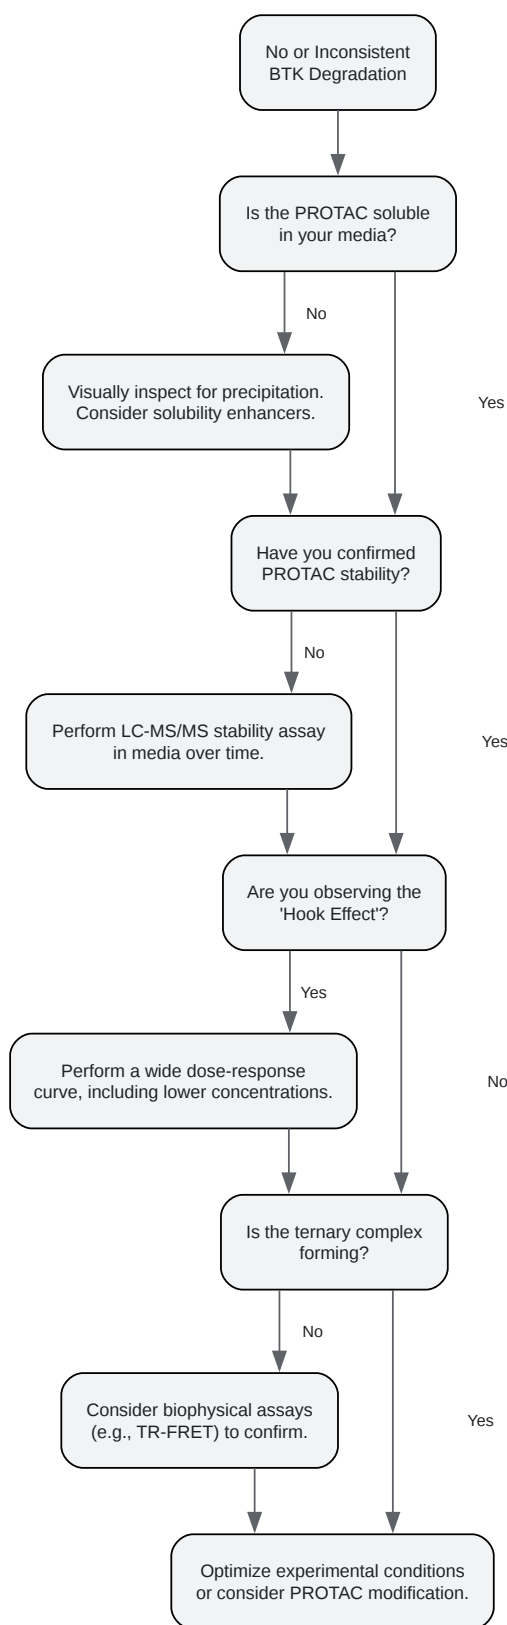 No or Inconsistent
BTK Degradation
Is the PROTAC soluble
in your media?
No
Visually inspect for precipitation.
Consider solubility enhancers.
Yes
Have you confirmed
PROTAC stability?
No
Perform LC-MS/MS stability assay
in media over time.
Yes
Are you observing the
'Hook Effect'?
Yes
Perform a wide dose-response
curve, including lower concentrations.
No
Is the ternary complex
forming?
No
Consider biophysical assays
(e.g., TR-FRET) to confirm.
Yes
Optimize experimental conditions
or consider PROTAC modification.